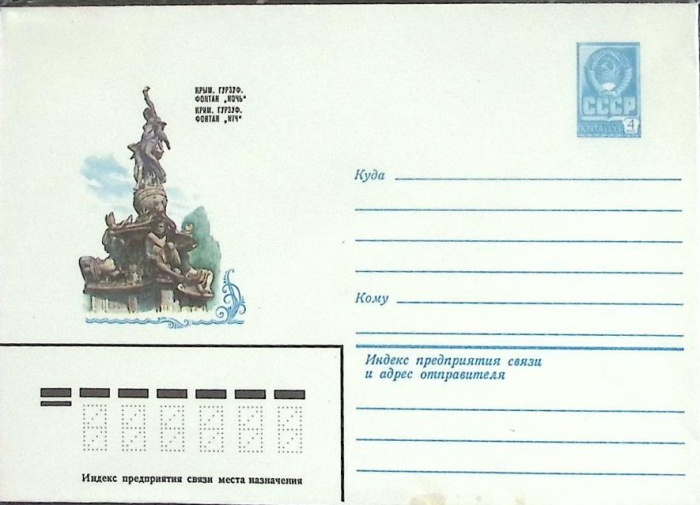 КРЫМ. ГУРЗУФ.
ФОНТАН „НОЧЬ"
КРИМ. ГУРЗУФ.
ФОНТАН „НІЧ"
СССР
ПОЧТА 4
Куда
Кому
Индекс предприятия связи
и адрес отправителя
Индекс предприятия связи места назначения